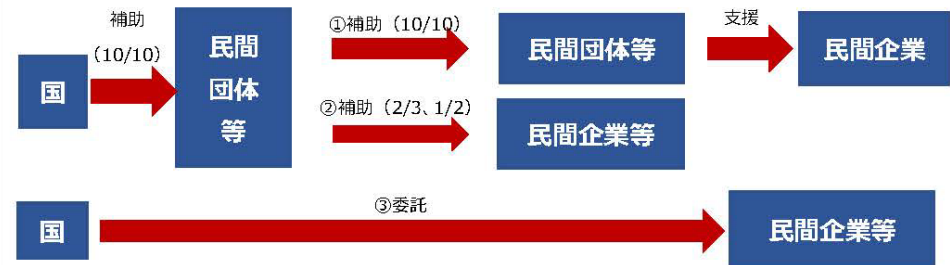 補助
(10/10)
国
民間
団体
等
①補助(10/10)
民間団体等
支援
民間企業
②補助(2/3、1/2)
民間企業等
国
③委託
民間企業等